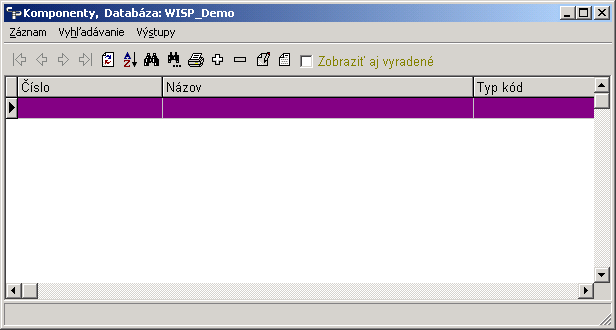 Komponenty, Databáza: WISP_Demo
Záznam Vyhľadávanie Výstupy
Zobraziť aj vyradené
Číslo Názov Typ kód